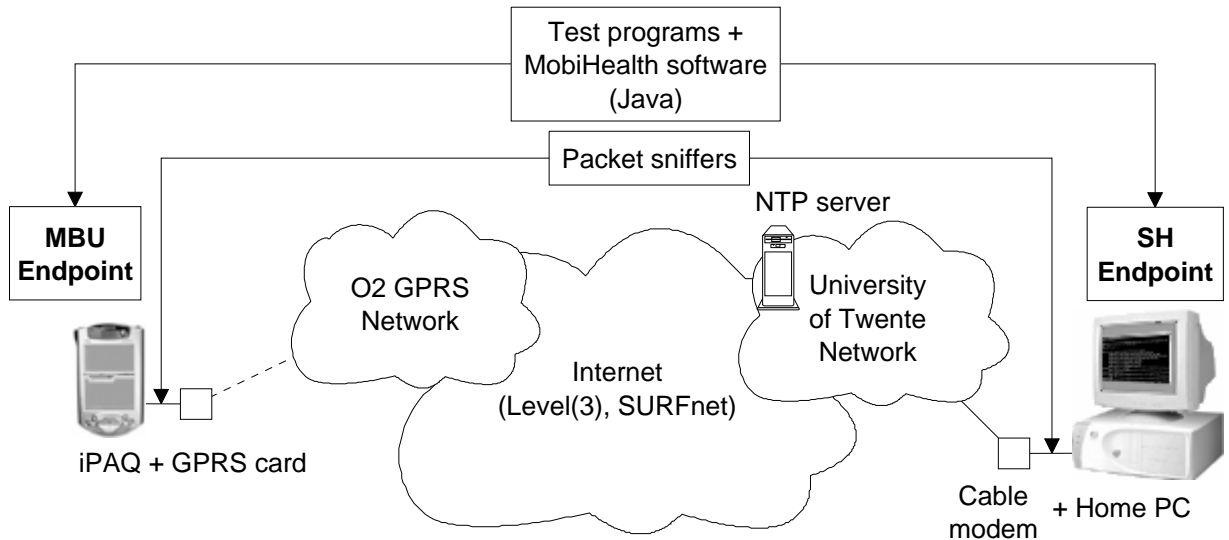 Test programs +
MobiHealth software
(Java)
Packet sniffers
NTP server
MBU
Endpoint
SH
Endpoint
O2 GPRS
Network
University
of Twente
Network
Internet
(Level(3), SURFnet)
iPAQ + GPRS card
Cable
modem
+ Home PC